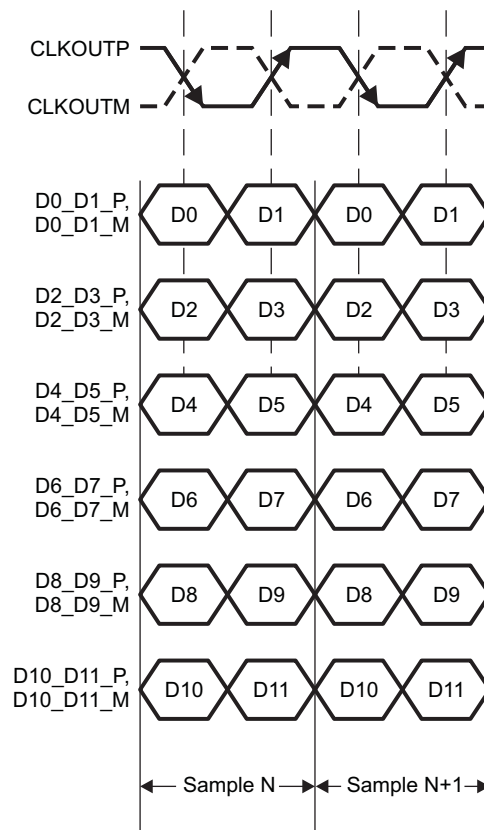 CLKOUTP
CLKOUTM
D0_D1_P,
D0_D1_M
D0 D1 D0 D1
D2_D3_P,
D2_D3_M
D2 D3 D2 D3
D4_D5_P,
D4_D5_M
D4 D5 D4 D5
D6_D7_P,
D6_D7_M
D6 D7 D6 D7
D8_D9_P,
D8_D9_M
D8 D9 D8 D9
D10_D11_P,
D10_D11_M
D10 D11 D10 D11
Sample N Sample N+1